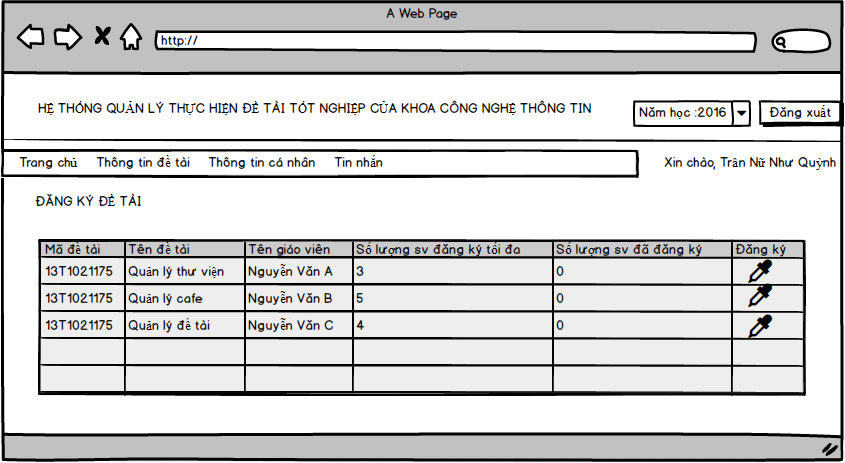 A Web Page
http://
HỆ THỐNG QUẢN LÝ THỰC HIỆN ĐỀ TÀI TỐT NGHIỆP CỦA KHOA CÔNG NGHỆ THÔNG TIN
Năm học :2016
Đăng xuất
Trang chủ Thông tin đề tài Thông tin cá nhân Tin nhắn
Xin chào, Trần Nữ Như Quỳnh
ĐĂNG KÝ ĐỀ TÀI
Mã đề tài Tên đề tài Tên giáo viên Số lượng sv đăng ký tối đa Số lượng sv đã đăng ký Đăng ký
13T1021175 Quản lý thư viện Nguyễn Văn A 3 0
13T1021175 Quản lý cafe Nguyễn Văn B 5 0
13T1021175 Quản lý đề tài Nguyễn Văn C 4 0